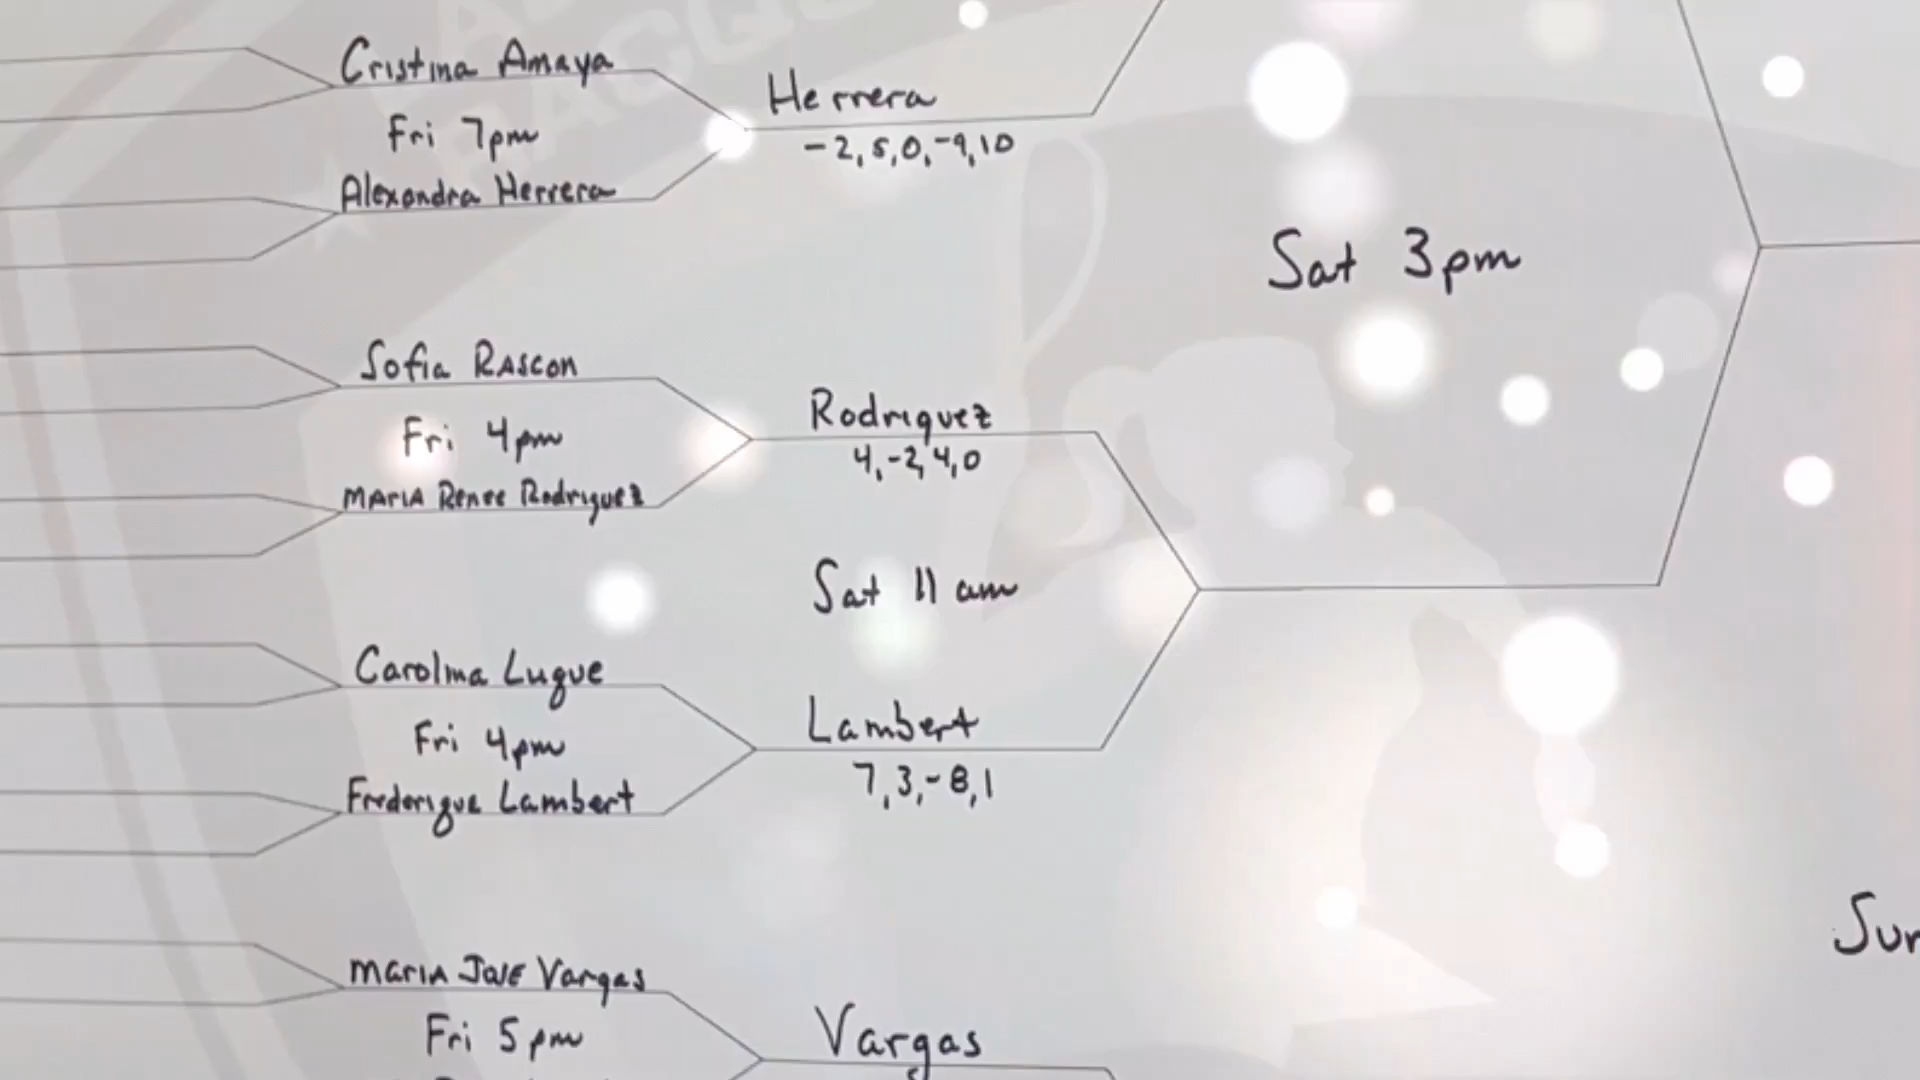 Cristina Amaya
Fri 7pm
Alexandra Herrera
Herrera
-2,5,0,-9,10
Sat 3pm
Sofia Rascon
Fri 4pm
Maria Renee Rodriguez
Rodriguez
4,-2,4,0
Sat 11am
Carolina Luque
Fri 4pm
Frederique Lambert
Lambert
7,3,-8,1
Maria Jose Vargas
Fri 5pm
Vargas